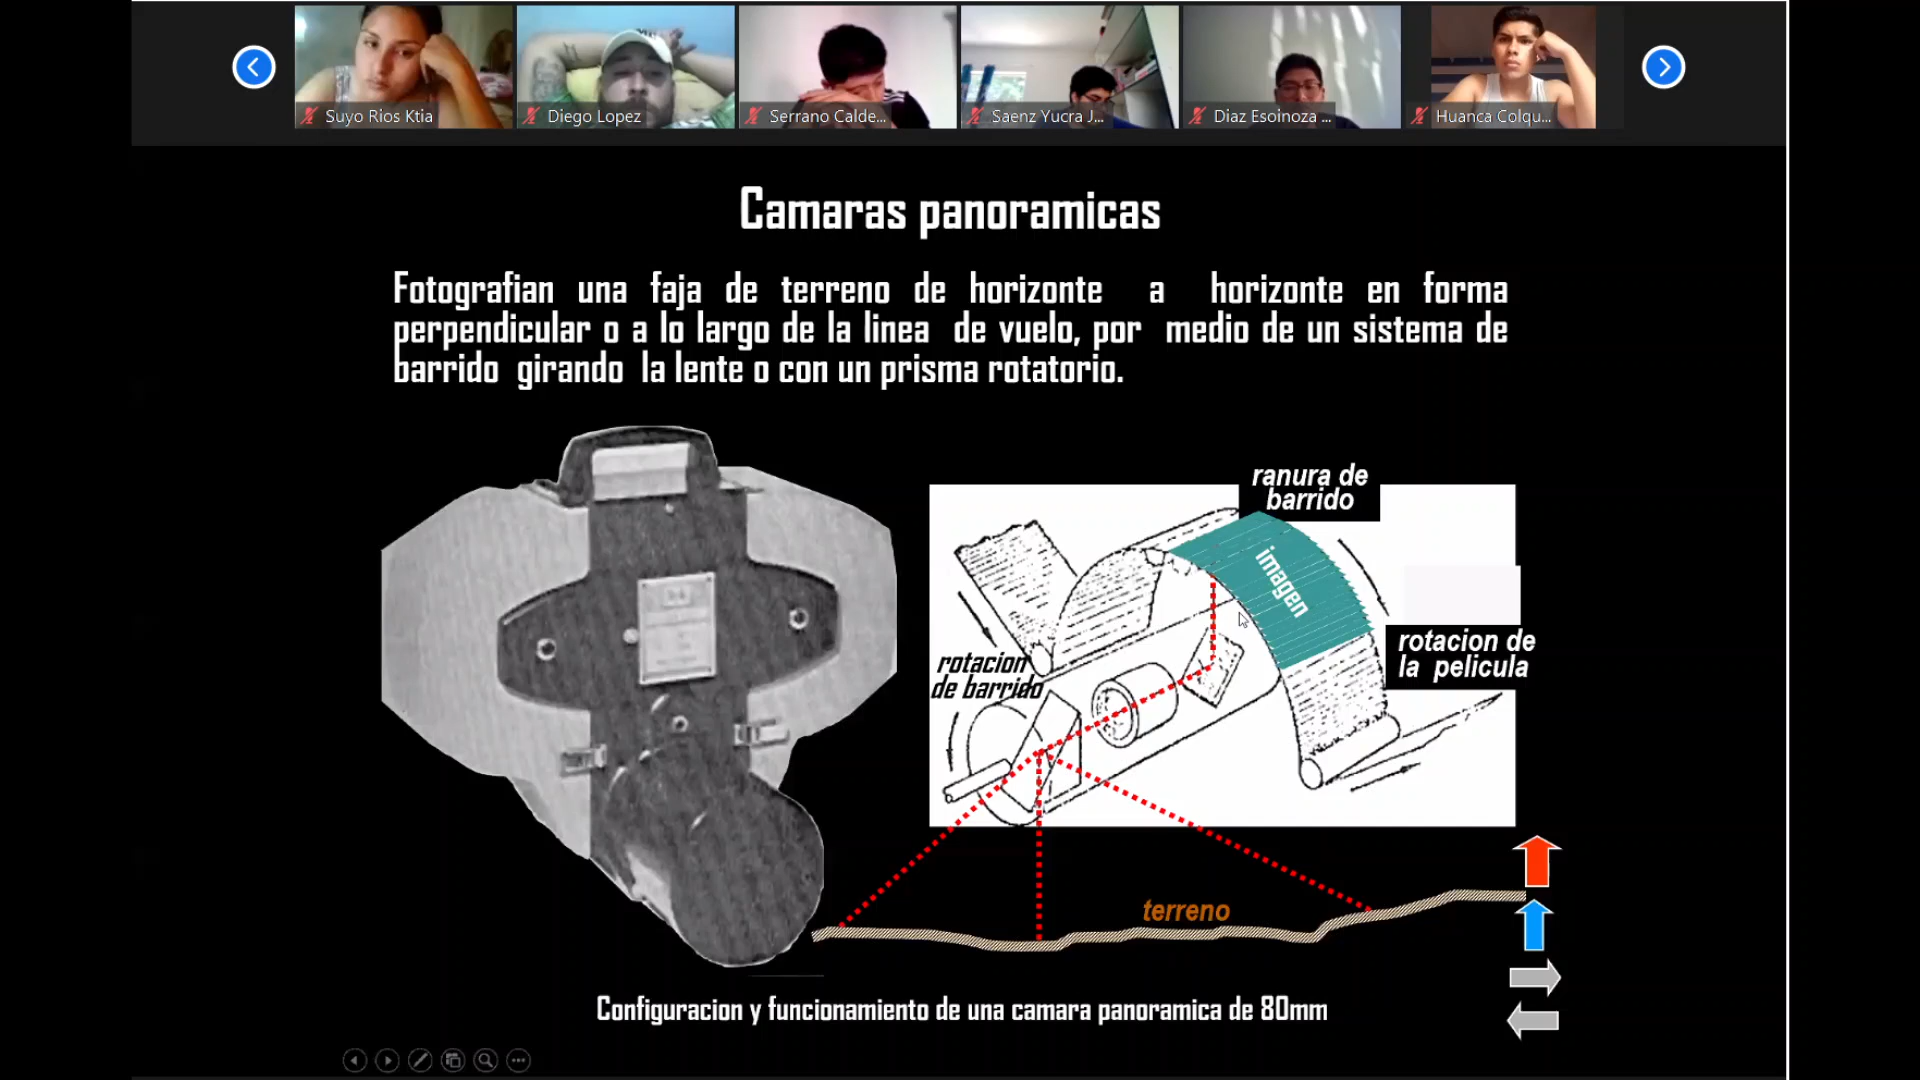 Suyo Rios Ktia
Diego Lopez
Serrano Calde...
Saenz Yucra J...
Diaz Esoinoza ...
Huanca Colqu...
Camaras panoramicas
Fotografian una faja de terreno de horizonte a horizonte en forma
perpendicular o a lo largo de la linea de vuelo, por medio de un sistema de
barrido girando la lente o con un prisma rotatorio.
ranura de
barrido
imagen
rotacion de
la pelicula
rotacion
de barrido
terreno
Configuracion y funcionamiento de una camara panoramica de 80mm